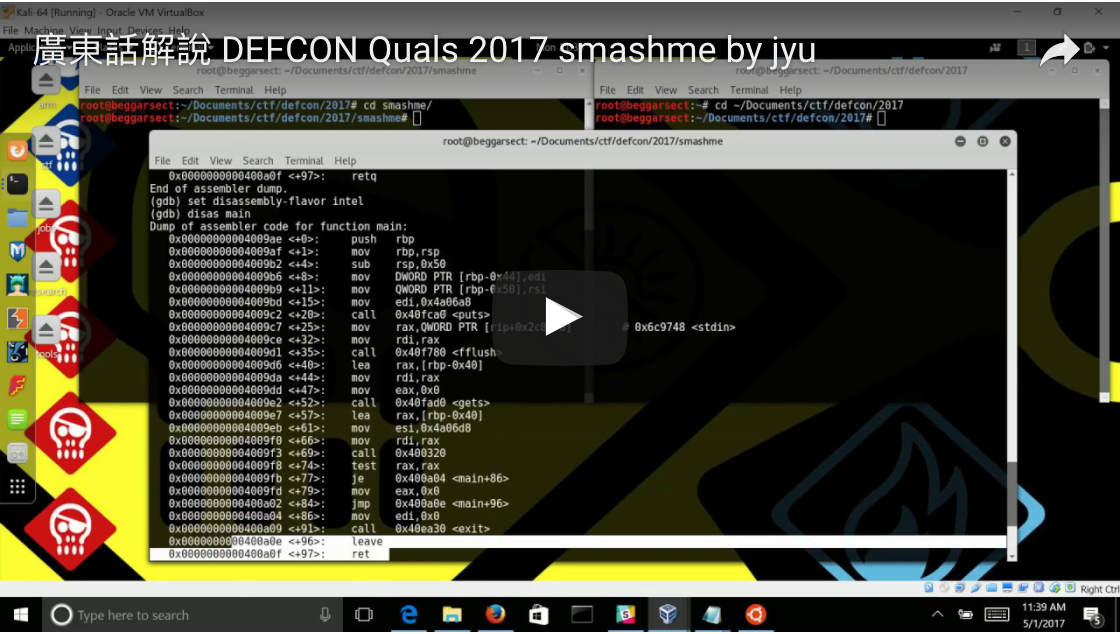 Kali-64 [Running] - Oracle VM VirtualBox
File Machine View Input Devices Help
廣東話解說 DEFCON Quals 2017 smashme by jyu
root@beggarsect: ~/Documents/ctf/defcon/2017/smashme
root@beggarsect: ~/Documents/ctf/defcon/2017
File Edit View Search Terminal Help
File Edit View Search Terminal Help
root@beggarsect:~/Documents/ctf/defcon/2017# cd smashme/
root@beggarsect:~/Documents/ctf/defcon/2017/smashme#
root@beggarsect:~# cd ~/Documents/ctf/defcon/2017
root@beggarsect:~/Documents/ctf/defcon/2017#
root@beggarsect: ~/Documents/ctf/defcon/2017/smashme
File Edit View Search Terminal Help
0x0000000000400a0f <+97>: retq
End of assembler dump.
(gdb) set disassembly-flavor intel
(gdb) disas main
Dump of assembler code for function main:
0x00000000004009ae <+0>: push rbp
0x00000000004009af <+1>: mov rbp,rsp
0x00000000004009b2 <+4>: sub rsp,0x50
0x00000000004009b6 <+8>: mov DWORD PTR [rbp-0x44],edi
0x00000000004009b9 <+11>: mov QWORD PTR [rbp-0x50],rsi
0x00000000004009bd <+15>: mov edi,0x4a06a8
0x00000000004009c2 <+20>: call 0x40fca0 <puts>
0x00000000004009c7 <+25>: mov rax,QWORD PTR # 0x6c9748 <stdin>
0x00000000004009ce <+32>: mov rdi,rax
0x00000000004009d1 <+35>: call 0x40f780 <fflush>
0x00000000004009d6 <+40>: lea rax,[rbp-0x40]
0x00000000004009da <+44>: mov rdi,rax
0x00000000004009dd <+47>: mov eax,0x0
0x00000000004009e2 <+52>: call 0x40fad0 <gets>
0x00000000004009e7 <+57>: lea rax,[rbp-0x40]
0x00000000004009eb <+61>: mov esi,0x4a06d8
0x00000000004009f0 <+66>: mov rdi,rax
0x00000000004009f3 <+69>: call 0x400320
0x00000000004009f8 <+74>: test rax,rax
0x00000000004009fb <+77>: je 0x400a04 <main+86>
0x00000000004009fd <+79>: mov eax,0x0
0x0000000000400a02 <+84>: jmp 0x400a0e <main+96>
0x0000000000400a04 <+86>: mov edi,0x0
0x0000000000400a09 <+91>: call 0x40ea30 <exit>
0x0000000000400a0e <+96>: leave
0x0000000000400a0f <+97>: ret
tools
Right Ctrl
Type here to search
11:39 AM
5/1/2017
5